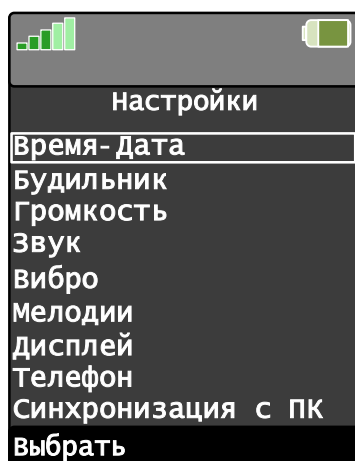 Настройки
Время-Дата
Будильник
Громкость
Звук
Вибро
Мелодии
Дисплей
Телефон
Синхронизация с ПК
Выбрать